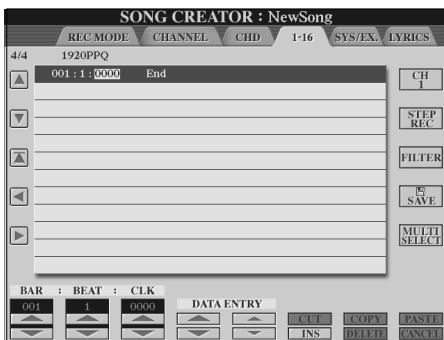 SONG CREATOR : NewSong
REC MODE CHANNEL CHD 1-16 SYS/EX. LYRICS
4/4 1920PPQ
001 : 1 : 0000 End
CH
1
STEP
REC
FILTER
SAVE
MULTI
SELECT
BAR : BEAT : CLK
001 1 0000 DATA ENTRY
CUT COPY PASTE
INS DELETE CANCEL